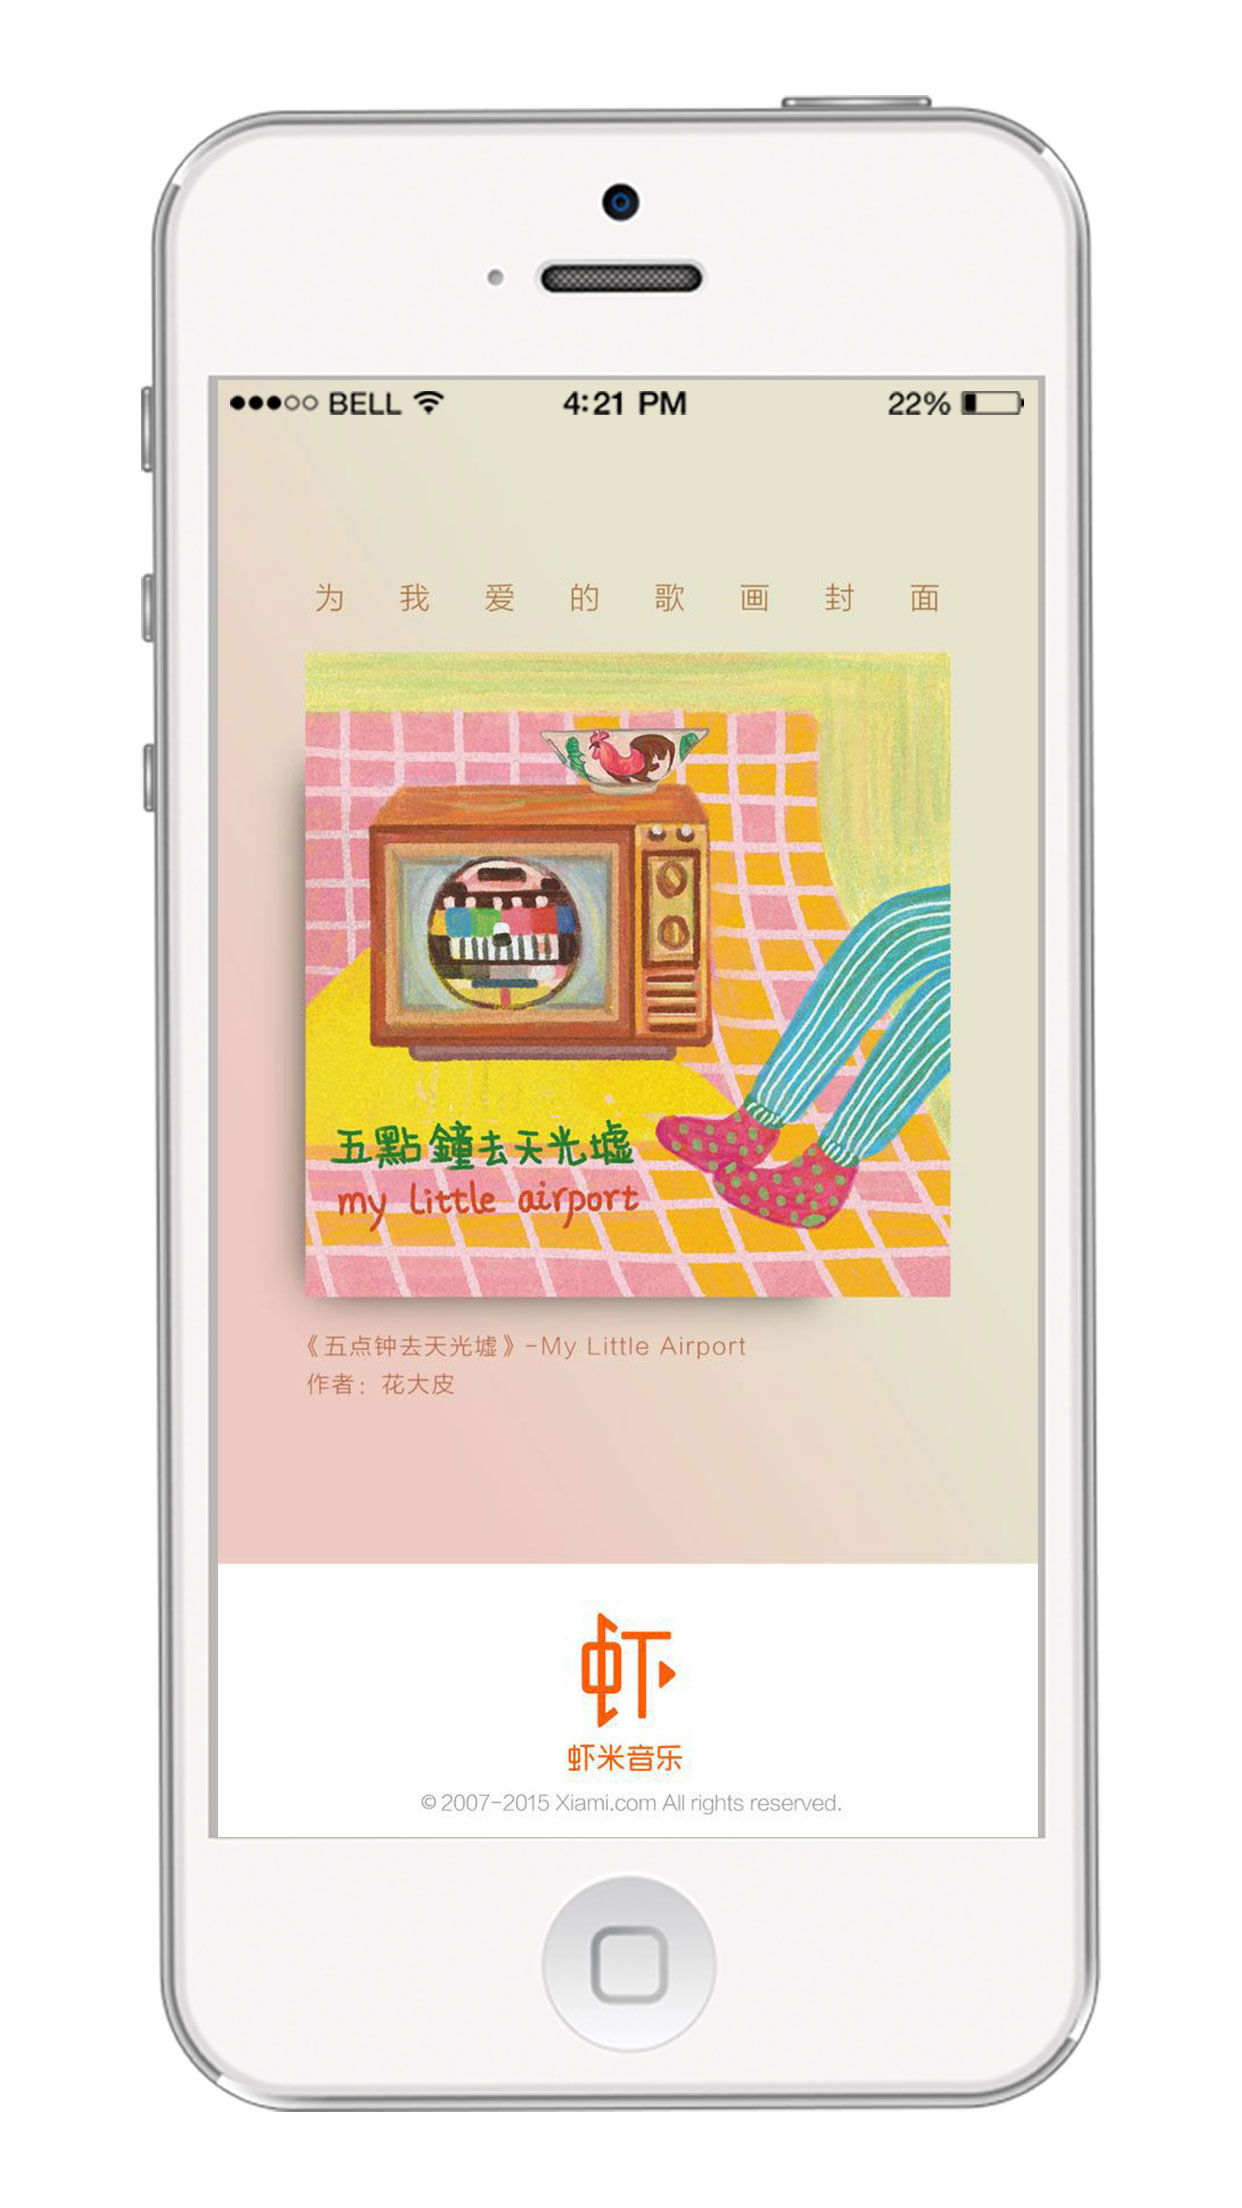 BELL 4:21 PM 22%
为我爱的歌画封面
五點鐘去天光墟
my little airport
《五点钟去天光墟》-My Little Airport
作者：花大皮
虾
虾米音乐
© 2007-2015 Xiami.com All rights reserved.